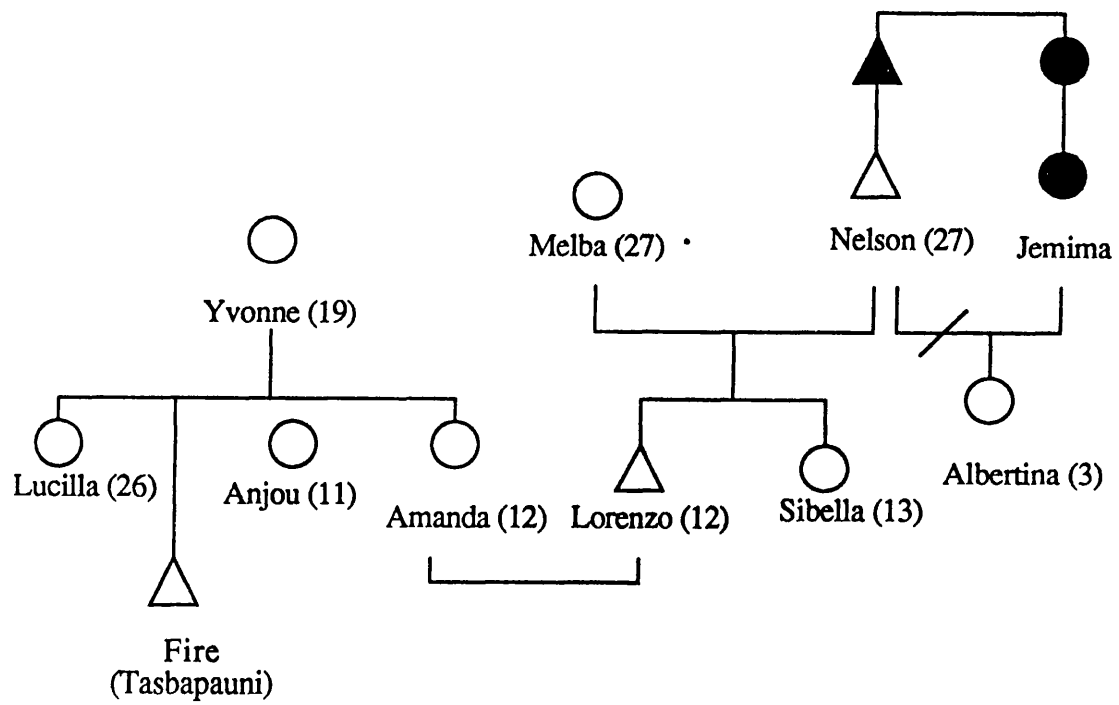 Melba (27)
Nelson (27)
Jemima
Yvonne (19)
Lucilla (26)
Anjou (11)
Amanda (12)
Lorenzo (12)
Sibella (13)
Albertina (3)
Fire
(Tasbapauni)